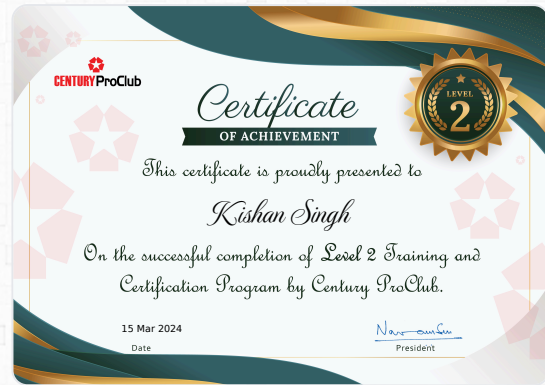 CENTURY ProClub
LEVEL
2
Certificate
OF ACHIEVEMENT
This certificate is proudly presented to
Kishan Singh
On the successful completion of Level 2 Training and
Certification Program by Century ProClub.
15 Mar 2024
Date
President